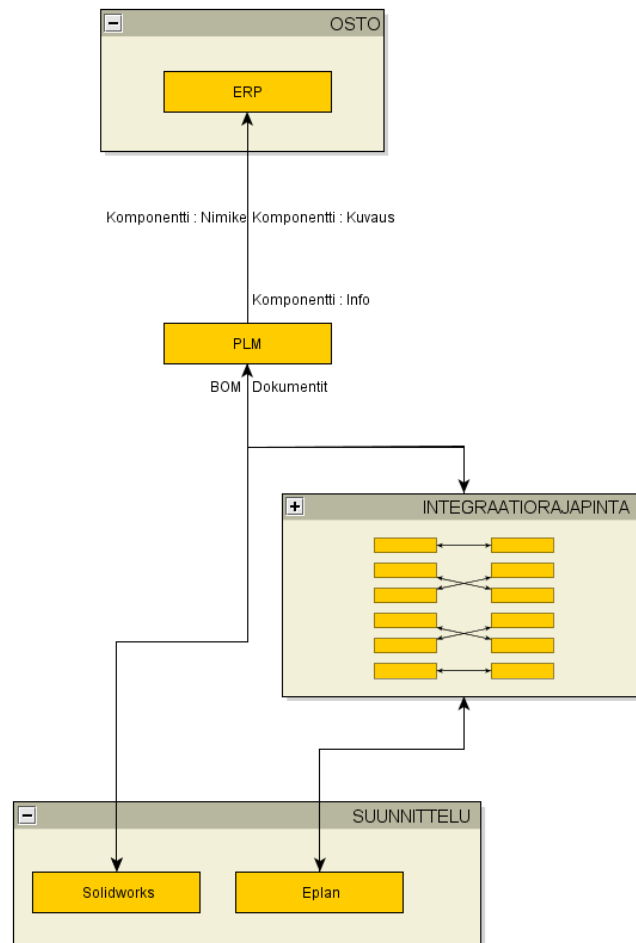 OSTO
ERP
Komponentti : Nimike Komponentti : Kuvaus
Komponentti : Info
PLM
BOM Dokumentit
INTEGRAATIORAJAPINTA
SUUNNITTELU
Solidworks
Eplan